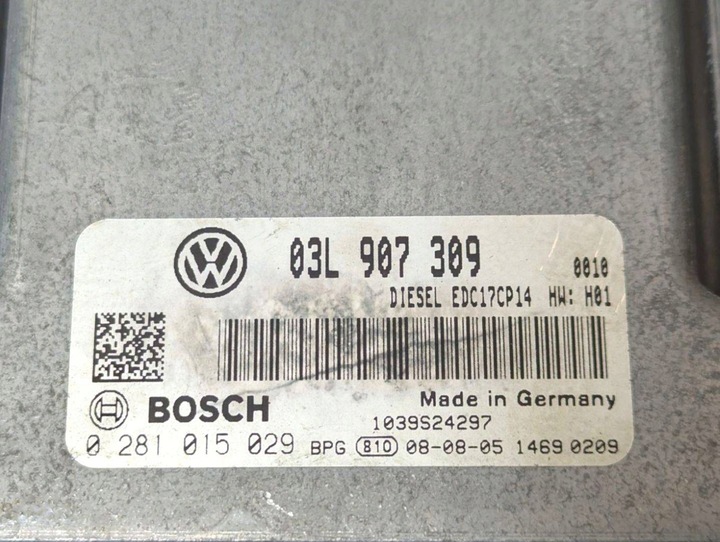 03L 907 309 0010
DIESEL EDC17CP14 HW: H01
BOSCH Made in Germany
1039S24297
0 281 015 029 BPG 810 08-08-05 1469 0209